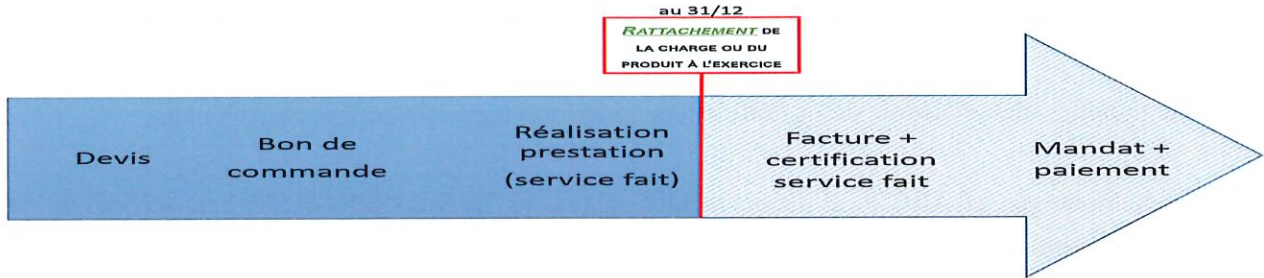 au 31/12
RATTACHEMENT DE
LA CHARGE OU DU
PRODUIT À L'EXERCICE
Devis
Bon de
commande
Réalisation
prestation
(service fait)
Facture +
certification
service fait
Mandat +
paiement